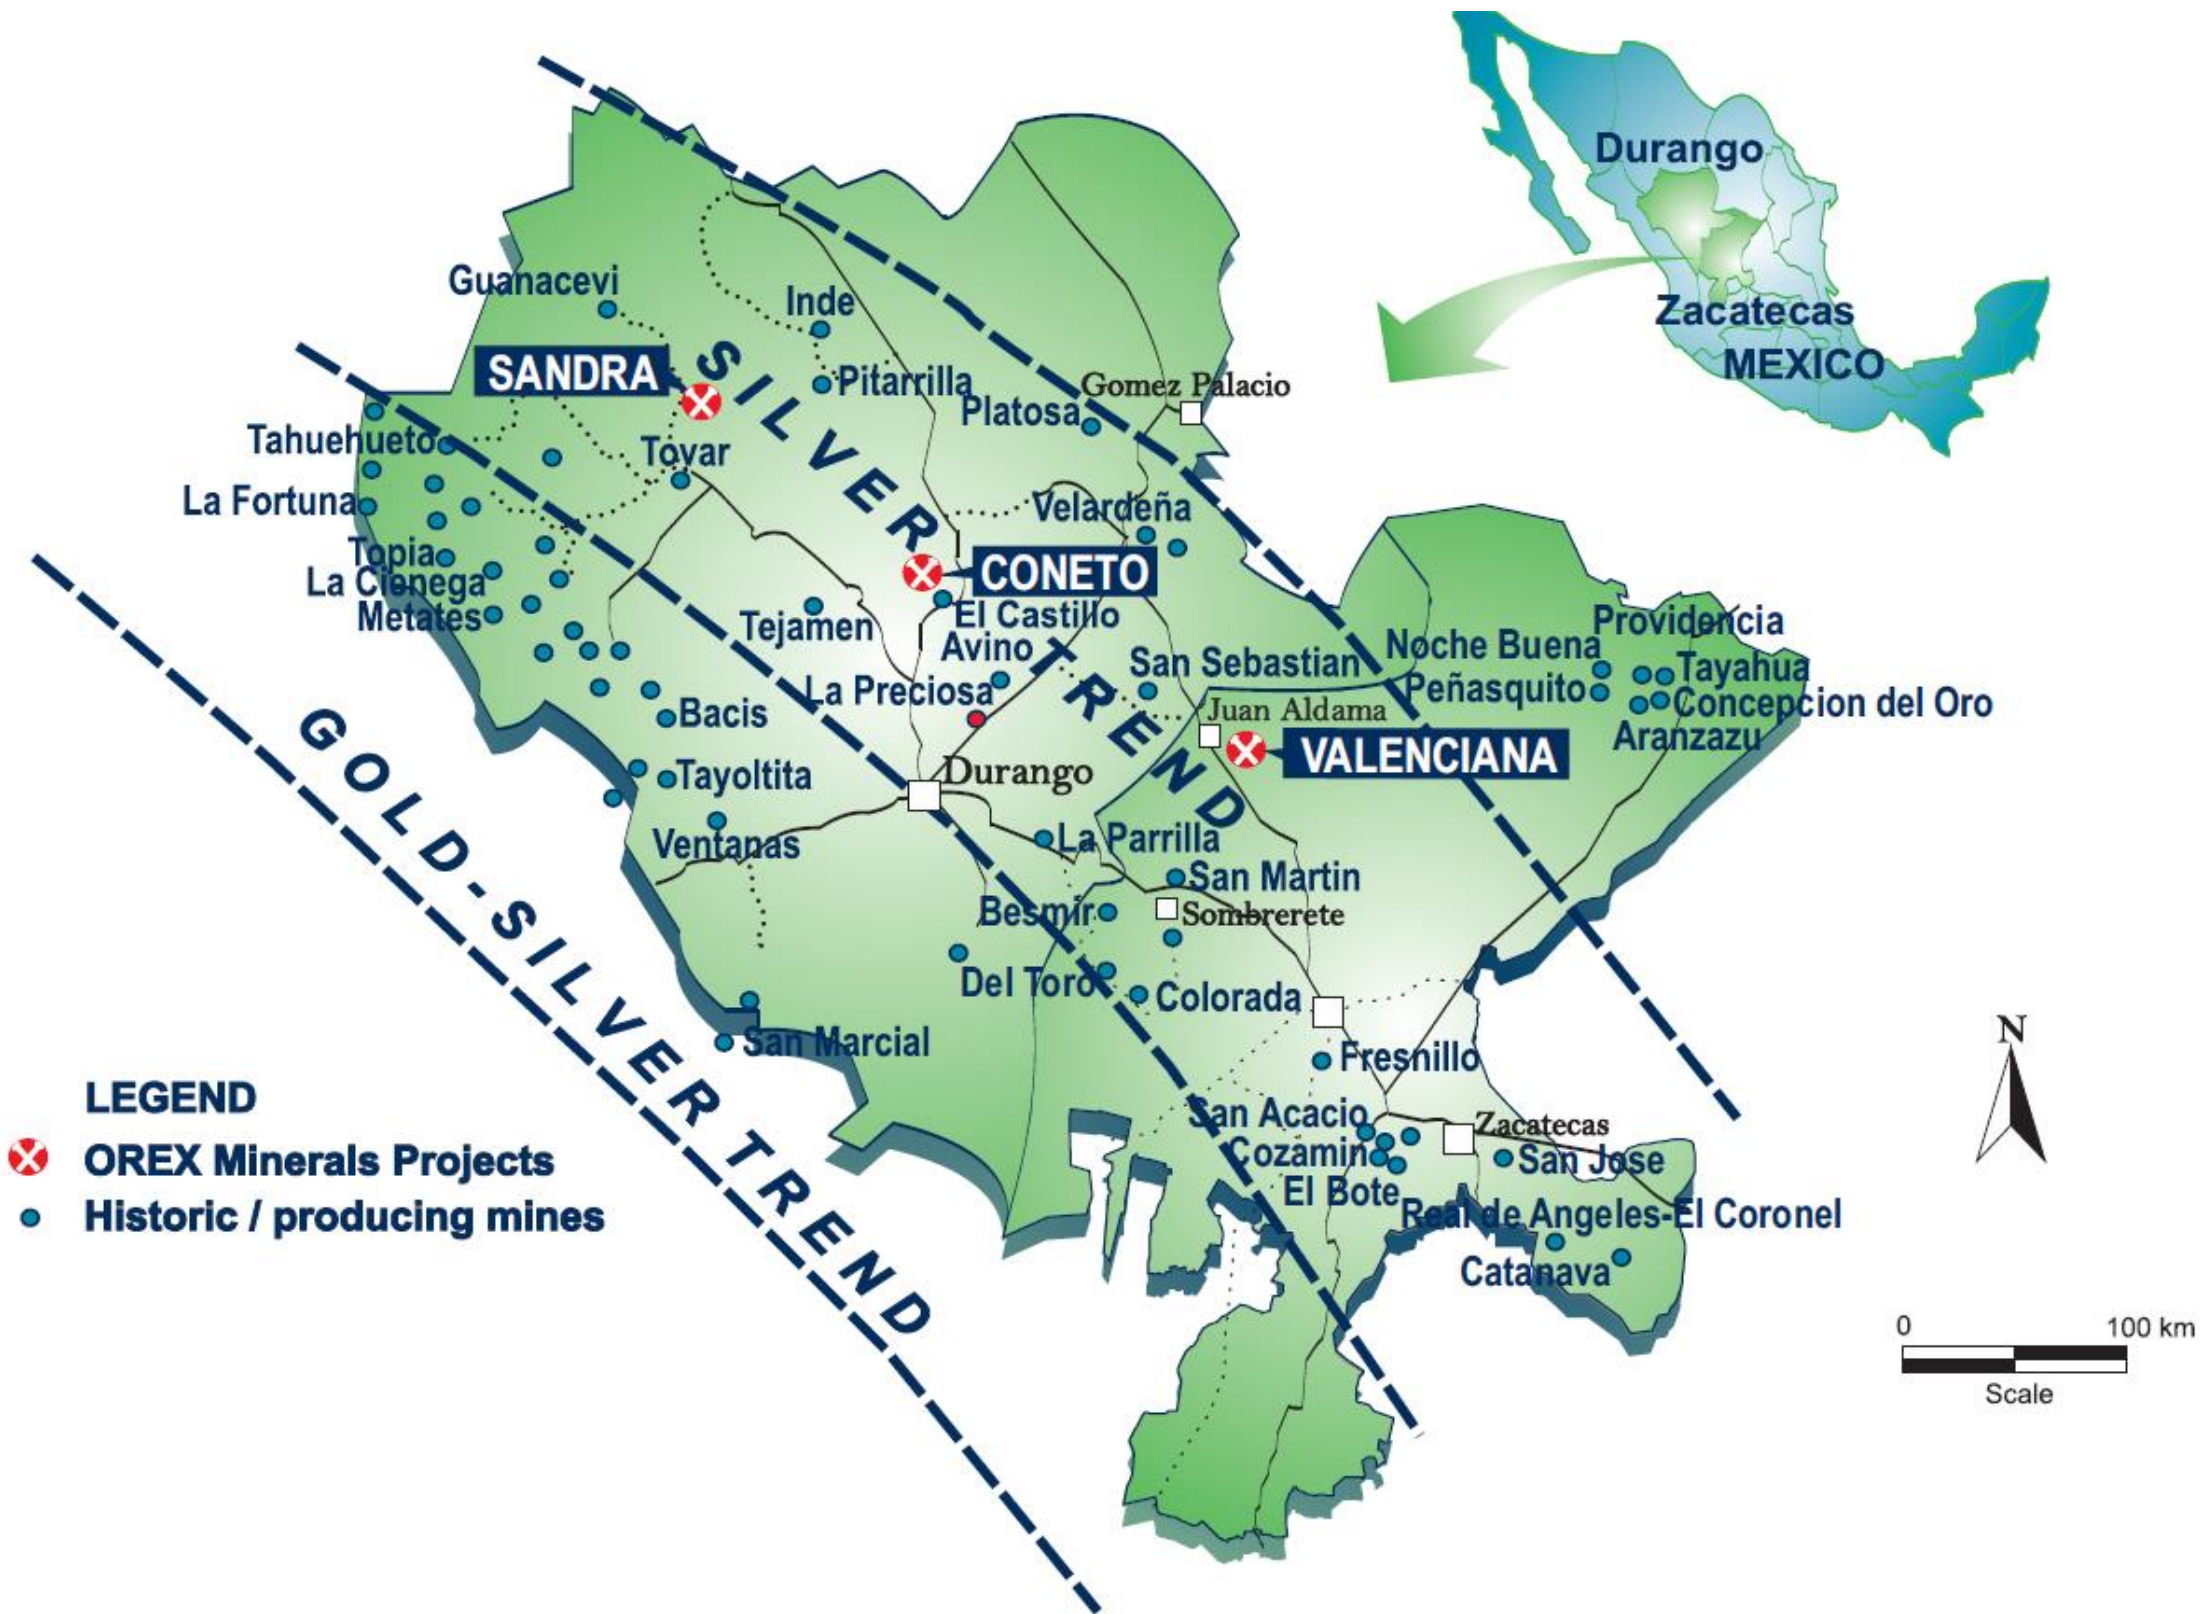 Durango
Zacatecas
MEXICO
Guanacevi
Inde
SANDRA
Pitarrilla
Gomez Palacio
Platosa
SILVER TREND
Tahuehueto
Tovar
La Fortuna
Velardeña
Topia
La Cienega
Metates
CONETO
El Castillo
Tejamen
Avino
San Sebastian
Noche Buena
Providencia
Tayahua
La Preciosa
Peñasquito
Concepcion del Oro
Juan Aldama
Aranzazu
Bacis
VALENCIANA
Tayoltita
Durango
Ventanas
La Parrilla
San Martin
Besmir
Sombrerete
Del Toro
Colorada
San Marcial
Fresnillo
GOLD-SILVER TREND
San Acacio
Zacatecas
Cozamin
San Jose
El Bote
Real de Angeles-El Coronel
Catanava
LEGEND
OREX Minerals Projects
Historic / producing mines
N
0 100 km
Scale